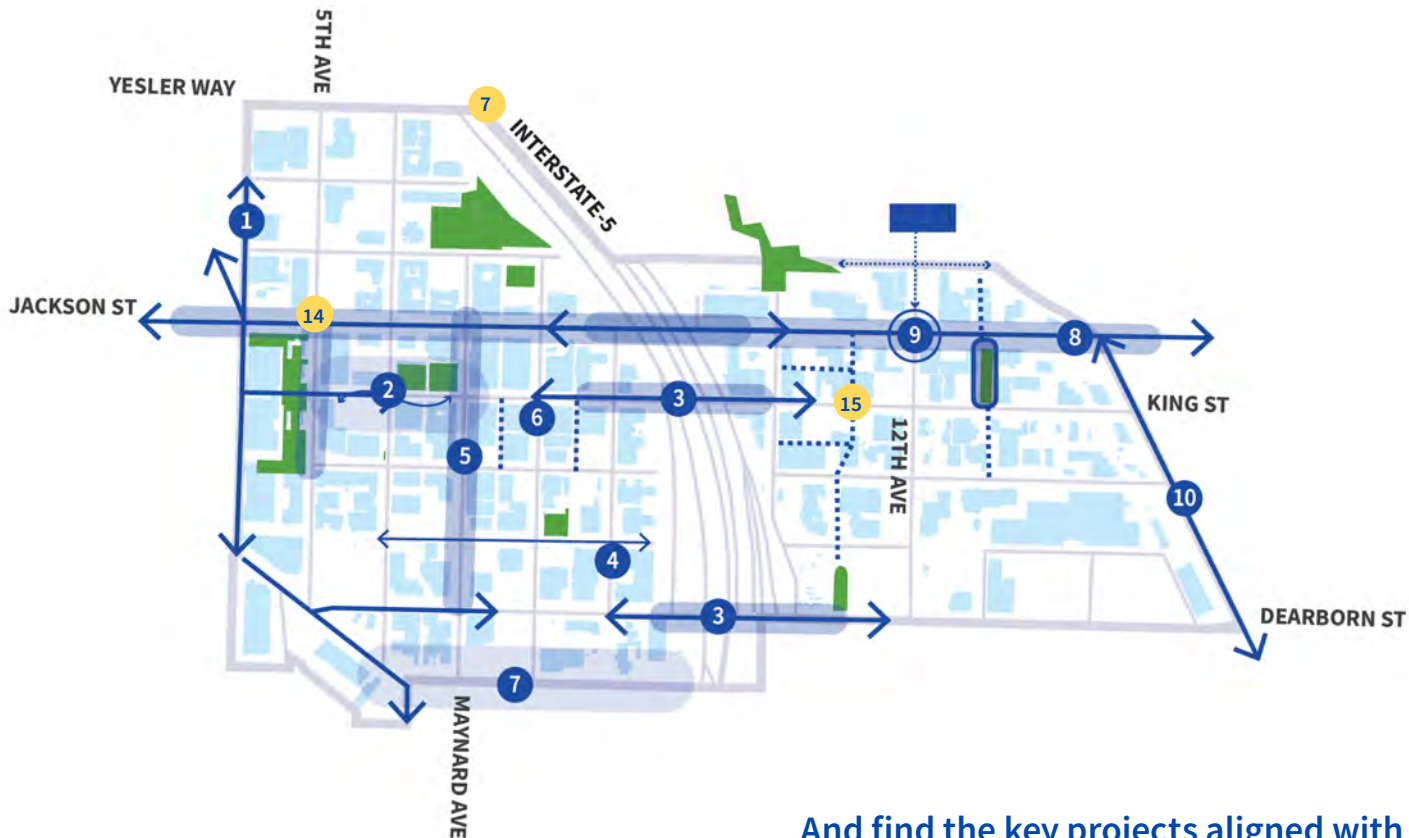 5TH AVE
YESLER WAY
7
INTERSTATE-5
1
JACKSON ST
14
9
8
2
3
15
KING ST
6
12TH AVE
5
10
4
3
DEARBORN ST
7
MAYNARD AVE
And find the key projects aligned with